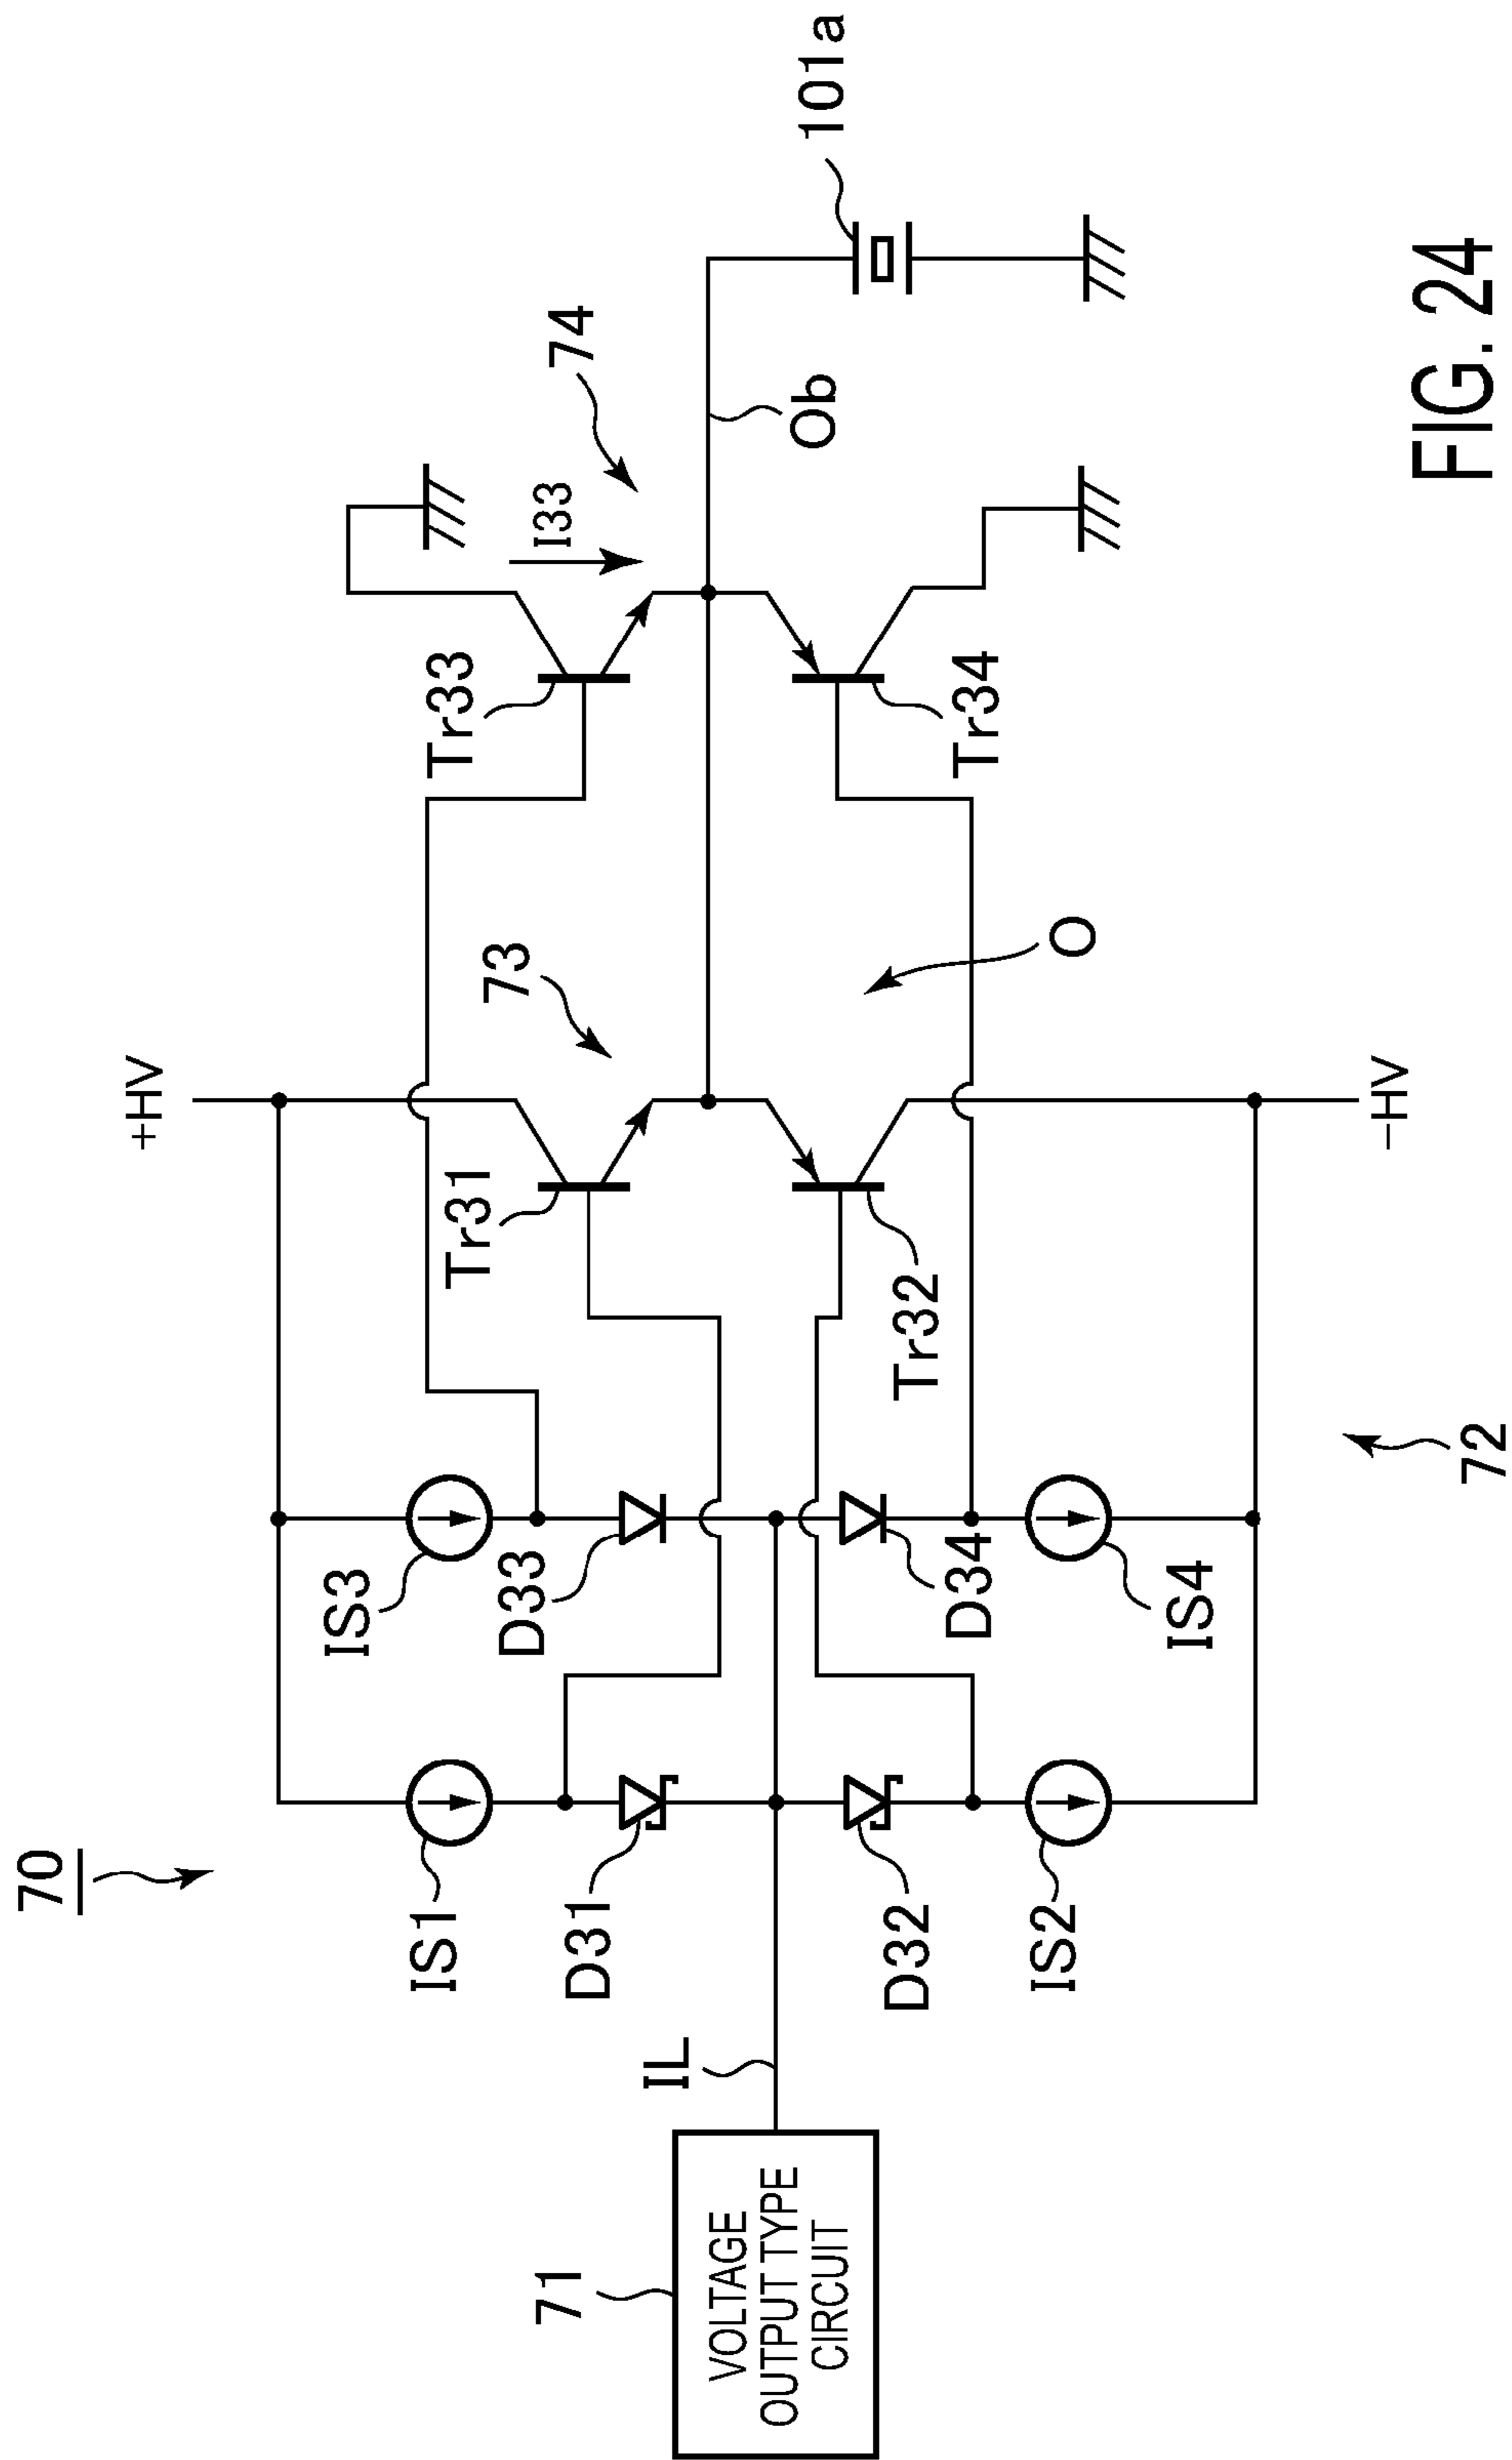 70
+HV
IS1
IS3
Tr31
73
Tr33
I33
74
101a
D31
D33
IL
71
VOLTAGE
OUTPUT TYPE
CIRCUIT
Ob
O
D32
D34
Tr32
Tr34
IS2
IS4
-HV
72
FIG. 24